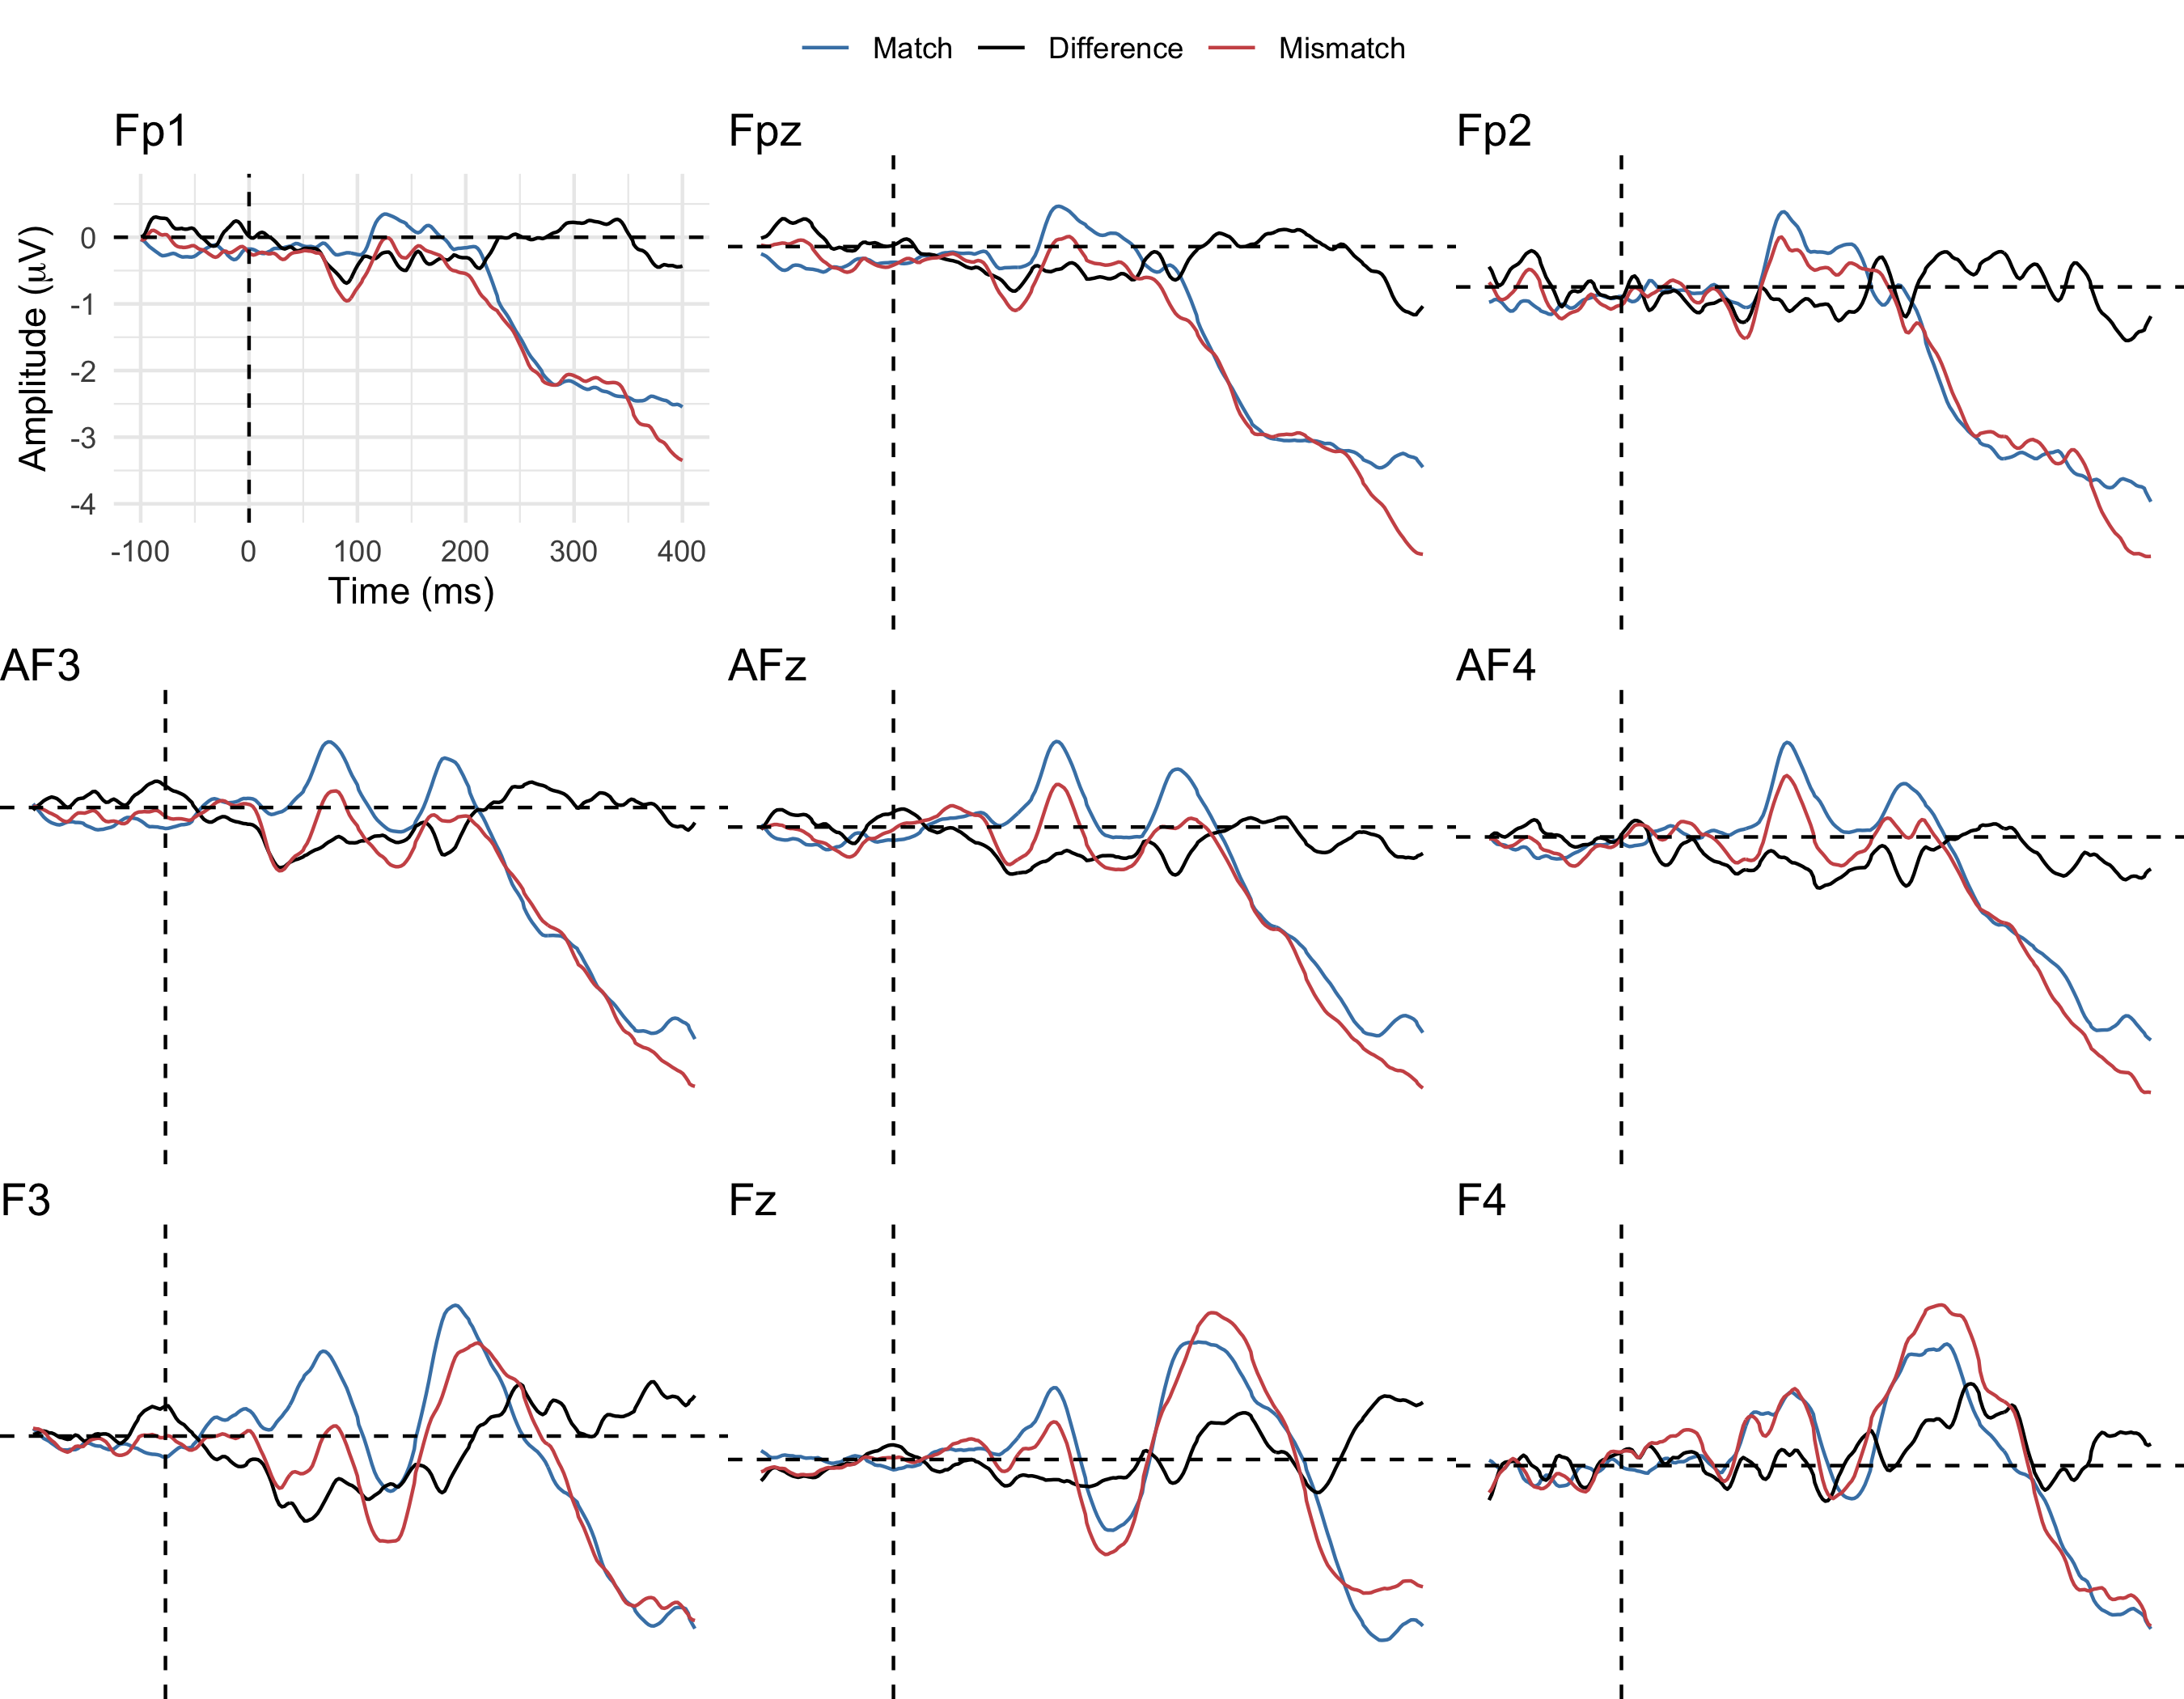 Match Difference Mismatch
Fp1
Fpz
Fp2
Amplitude (μV)
0
-1
-2
-3
-4
-100 0 100 200 300 400
Time (ms)
AF3
AFz
AF4
F3
Fz
F4